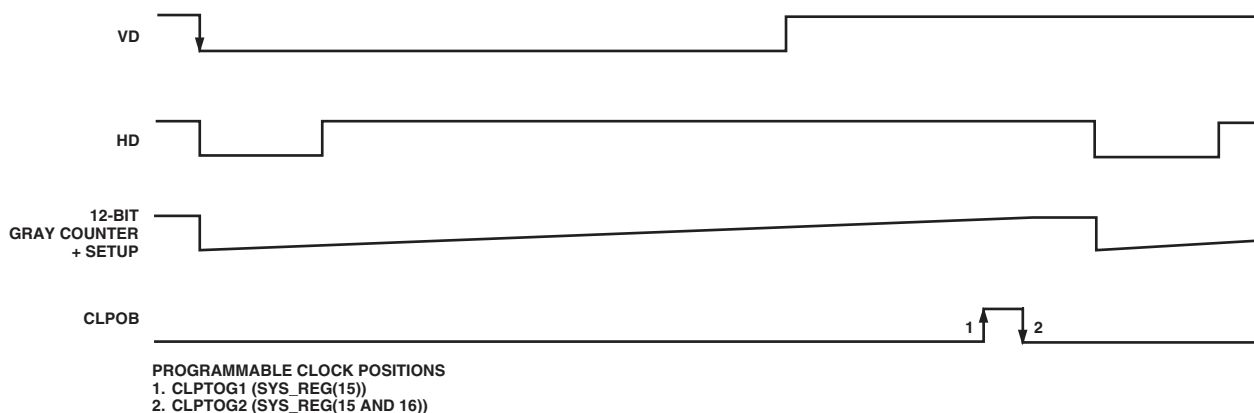 VD
HD
12-BIT
GRAY COUNTER
+ SETUP
CLPOB
1
2
PROGRAMMABLE CLOCK POSITIONS
1. CLPTOG1 (SYS_REG(15))
2. CLPTOG2 (SYS_REG(15 AND 16))